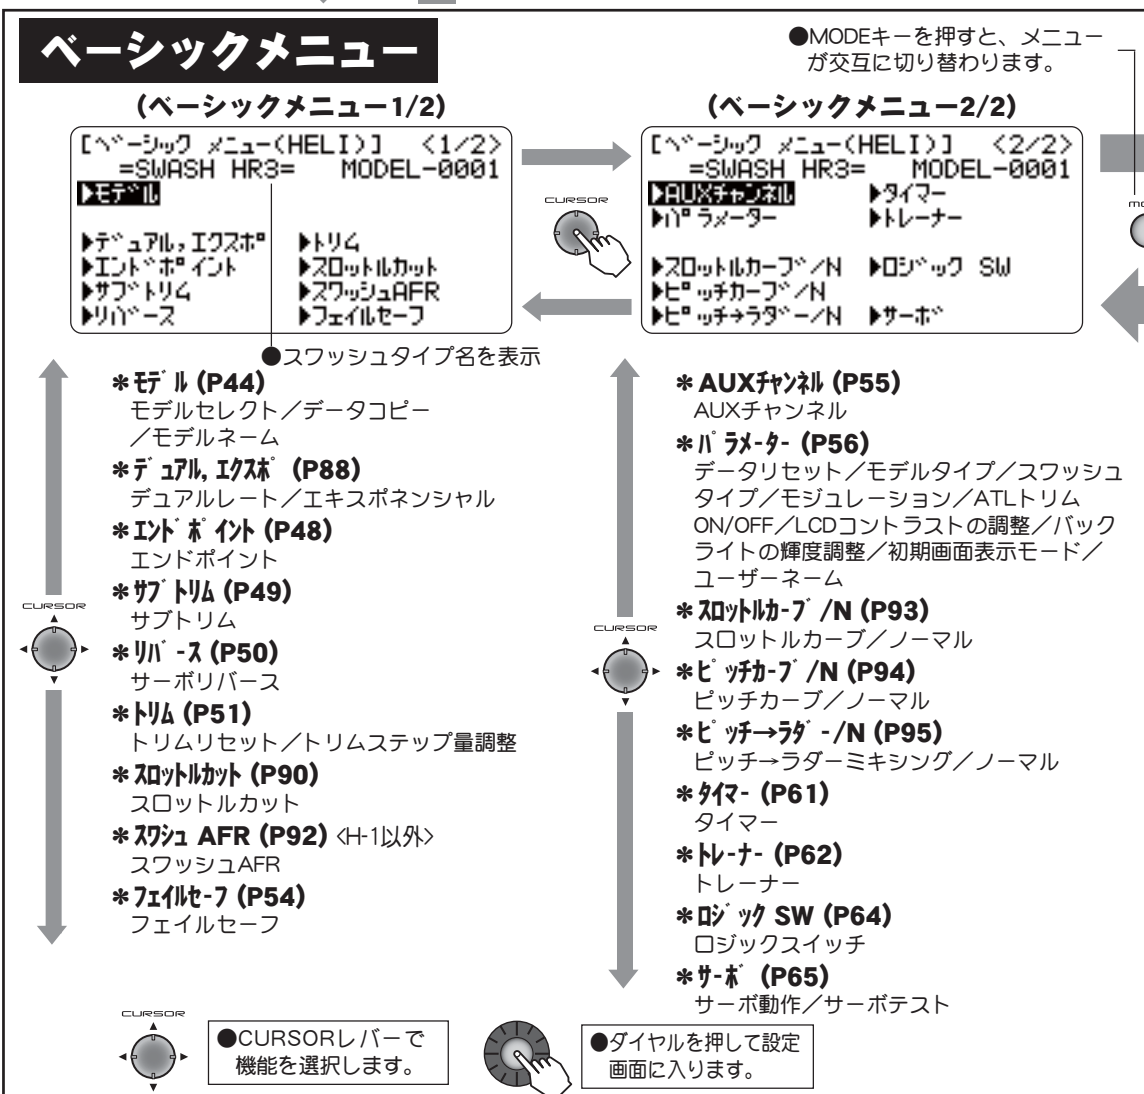 ベーシックメニュー
●MODEキーを押すと、メニュー
が交互に切り替わります。
(ベーシックメニュー1/2)
[ベーシック メニュー(HELI)] <1/2>
=SWASH HR3= MODEL-0001
▶モデル
▶デュアル,エクスポ ▶トリム
▶エンドポイント ▶スロットルカット
▶サブトリム ▶スワッシュAFR
▶リバース ▶フェイルセーフ
●スワッシュタイプ名を表示
CURSOR
(ベーシックメニュー2/2)
[ベーシック メニュー(HELI)] <2/2>
=SWASH HR3= MODEL-0001
▶AUXチャンネル ▶タイマー
▶パラメーター ▶トレーナー
▶スロットルカーブ/N ▶ロジック SW
▶ピッチカーブ/N
▶ピッチ→ラダー/N ▶サーボ
＊ﾓﾃﾞﾙ (P44)
モデルセレクト／データコピー
／モデルネーム
＊ﾃﾞｭｱﾙ, ｴｸｽﾎﾟ (P88)
デュアルレート／エキスポネンシャル
＊ｴﾝﾄﾞﾎﾟｲﾝﾄ (P48)
エンドポイント
＊ｻﾌﾞﾄﾘﾑ (P49)
サブトリム
＊ﾘﾊﾞｰｽ (P50)
サーボリバース
＊ﾄﾘﾑ (P51)
トリムリセット／トリムステップ量調整
＊ｽﾛｯﾄﾙｶｯﾄ (P90)
スロットルカット
＊ｽﾜｼｭ AFR (P92) 〈H-1以外〉
スワッシュAFR
＊ﾌｪｲﾙｾｰﾌ (P54)
フェイルセーフ
CURSOR
＊AUXﾁｬﾝﾈﾙ (P55)
AUXチャンネル
＊ﾊﾟﾗﾒｰﾀｰ (P56)
データリセット／モデルタイプ／スワッシュ
タイプ／モジュレーション／ATLトリム
ON/OFF／LCDコントラストの調整／バック
ライトの輝度調整／初期画面表示モード／
ユーザーネーム
＊ｽﾛｯﾄﾙｶｰﾌﾞ/N (P93)
スロットルカーブ／ノーマル
＊ﾋﾟｯﾁｶｰﾌﾞ/N (P94)
ピッチカーブ／ノーマル
＊ﾋﾟｯﾁ→ﾗﾀﾞｰ/N (P95)
ピッチ→ラダーミキシング／ノーマル
＊ﾀｲﾏｰ (P61)
タイマー
＊ﾄﾚｰﾅｰ (P62)
トレーナー
＊ﾛｼﾞｯｸ SW (P64)
ロジックスイッチ
＊ｻｰﾎﾞ (P65)
サーボ動作／サーボテスト
CURSOR
CURSOR
●CURSORレバーで
機能を選択します。
●ダイヤルを押して設定
画面に入ります。